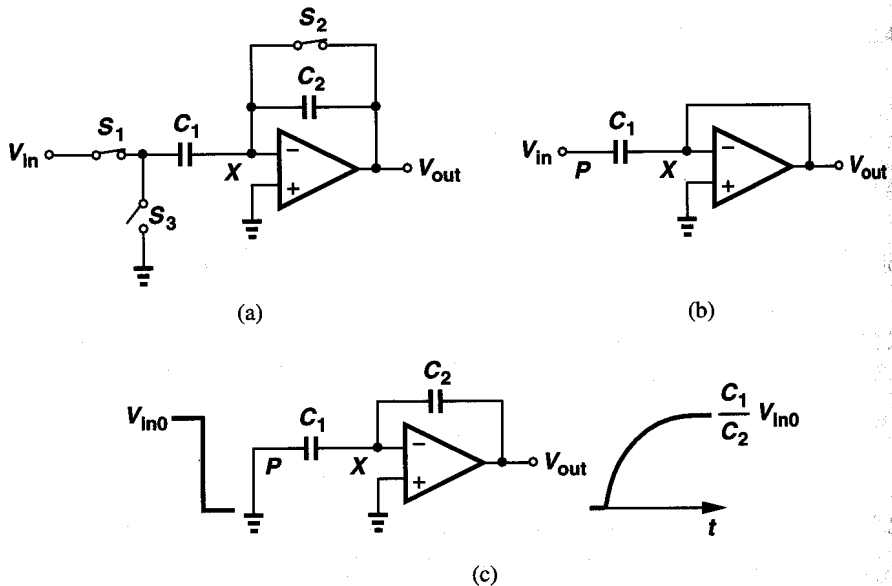 S2
C2
S1
C1
Vin
X
−
+
Vout
S3
(a)
C1
Vin
P
X
−
+
Vout
(b)
Vin0
C1
P
X
C2
−
+
Vout
C1
C2
Vin0
t
(c)